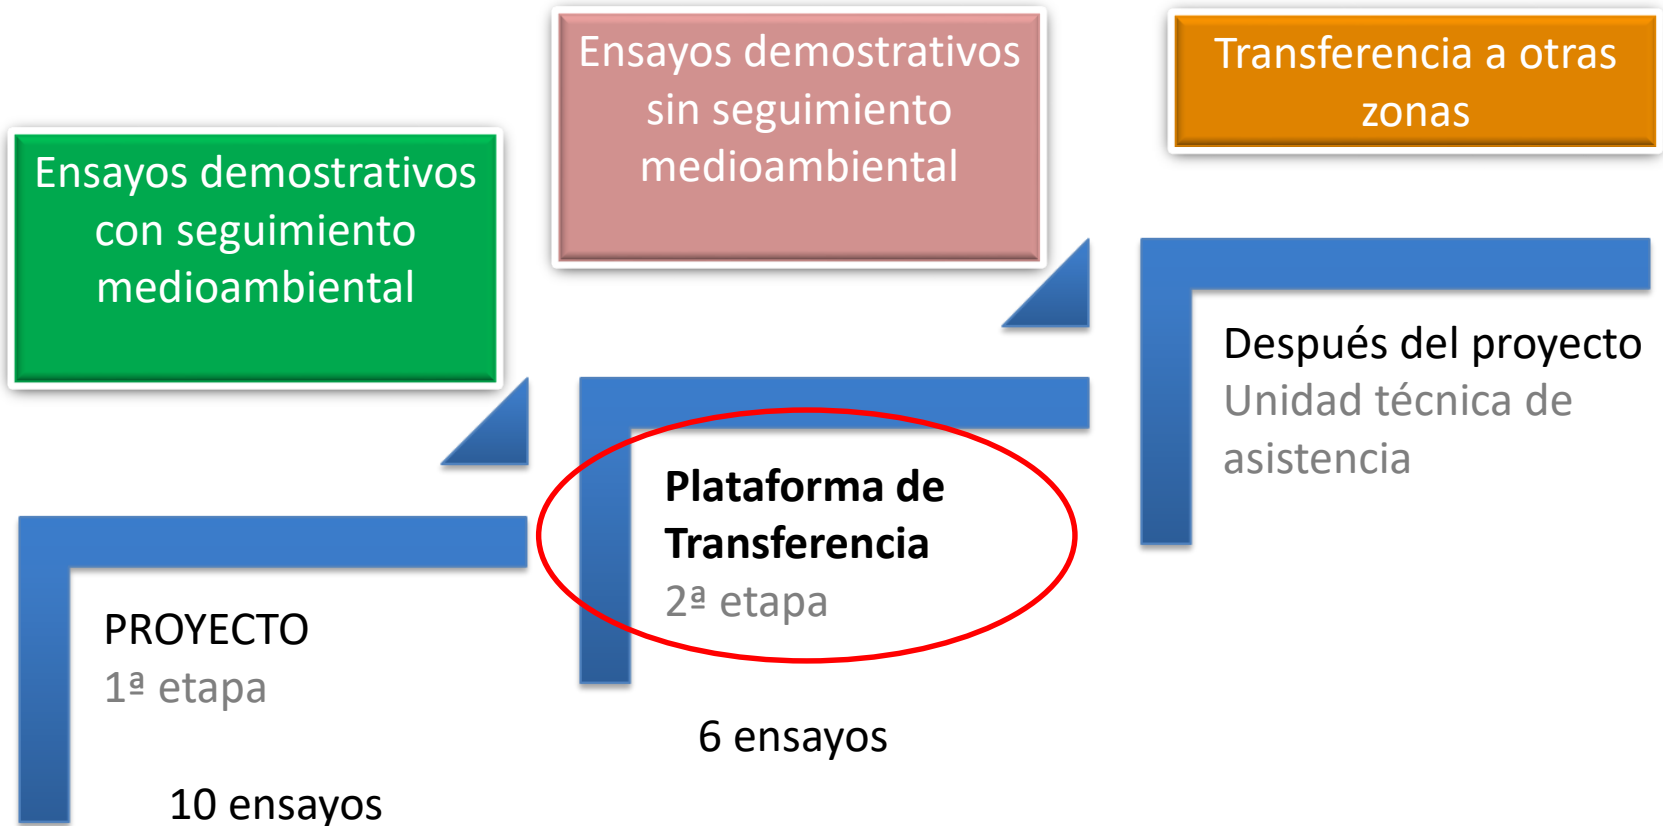 Ensayos demostrativos
con seguimiento
medioambiental
Ensayos demostrativos
sin seguimiento
medioambiental
Transferencia a otras
zonas
PROYECTO
1ª etapa
10 ensayos
Plataforma de
Transferencia
2ª etapa
6 ensayos
Después del proyecto
Unidad técnica de
asistencia